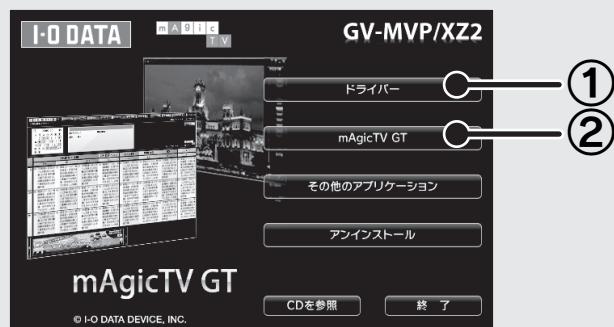 I-O DATA
mAgic
TV
GV-MVP/XZ2
ドライバー
①
mAgicTV GT
②
その他のアプリケーション
アンインストール
mAgicTV GT
CDを参照
終 了
© I-O DATA DEVICE, INC.